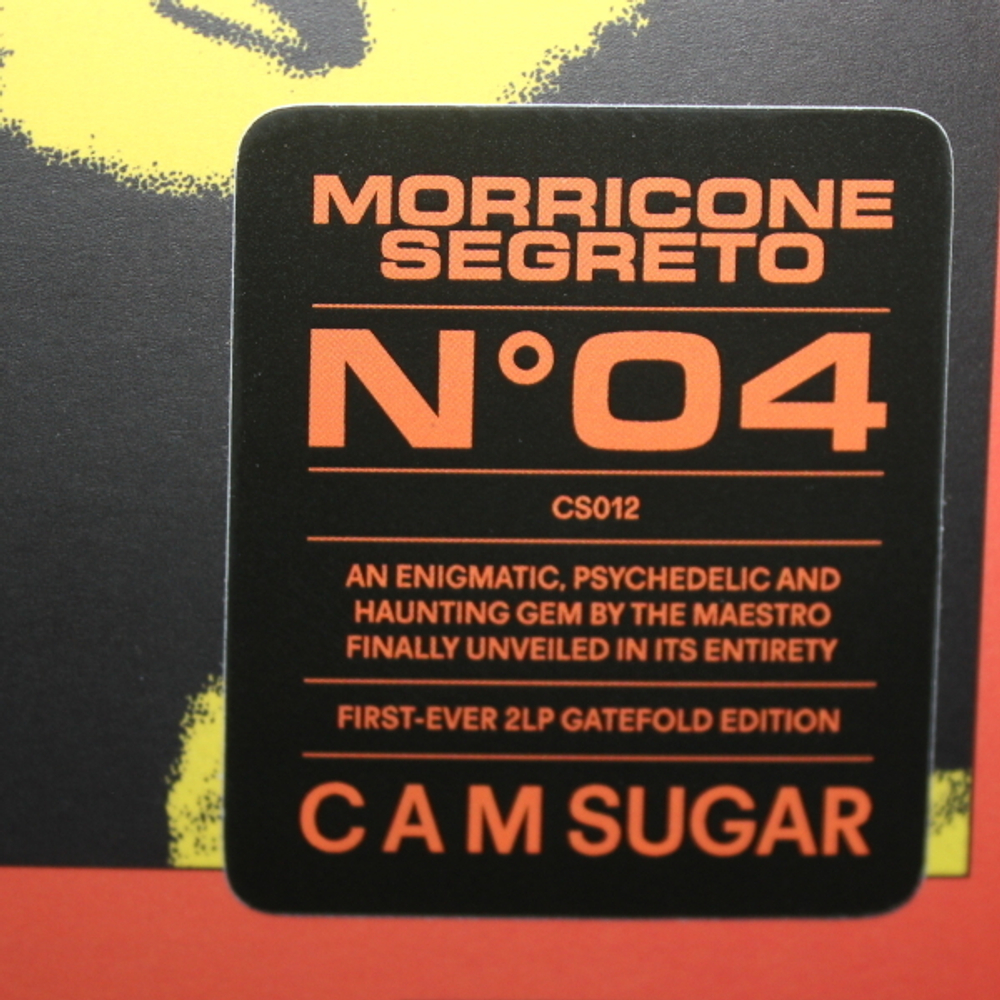 MORRICONE
SEGRETO
N°04
CS012
AN ENIGMATIC, PSYCHEDELIC AND
HAUNTING GEM BY THE MAESTRO
FINALLY UNVEILED IN ITS ENTIRETY
FIRST-EVER 2LP GATEFOLD EDITION
CAM SUGAR